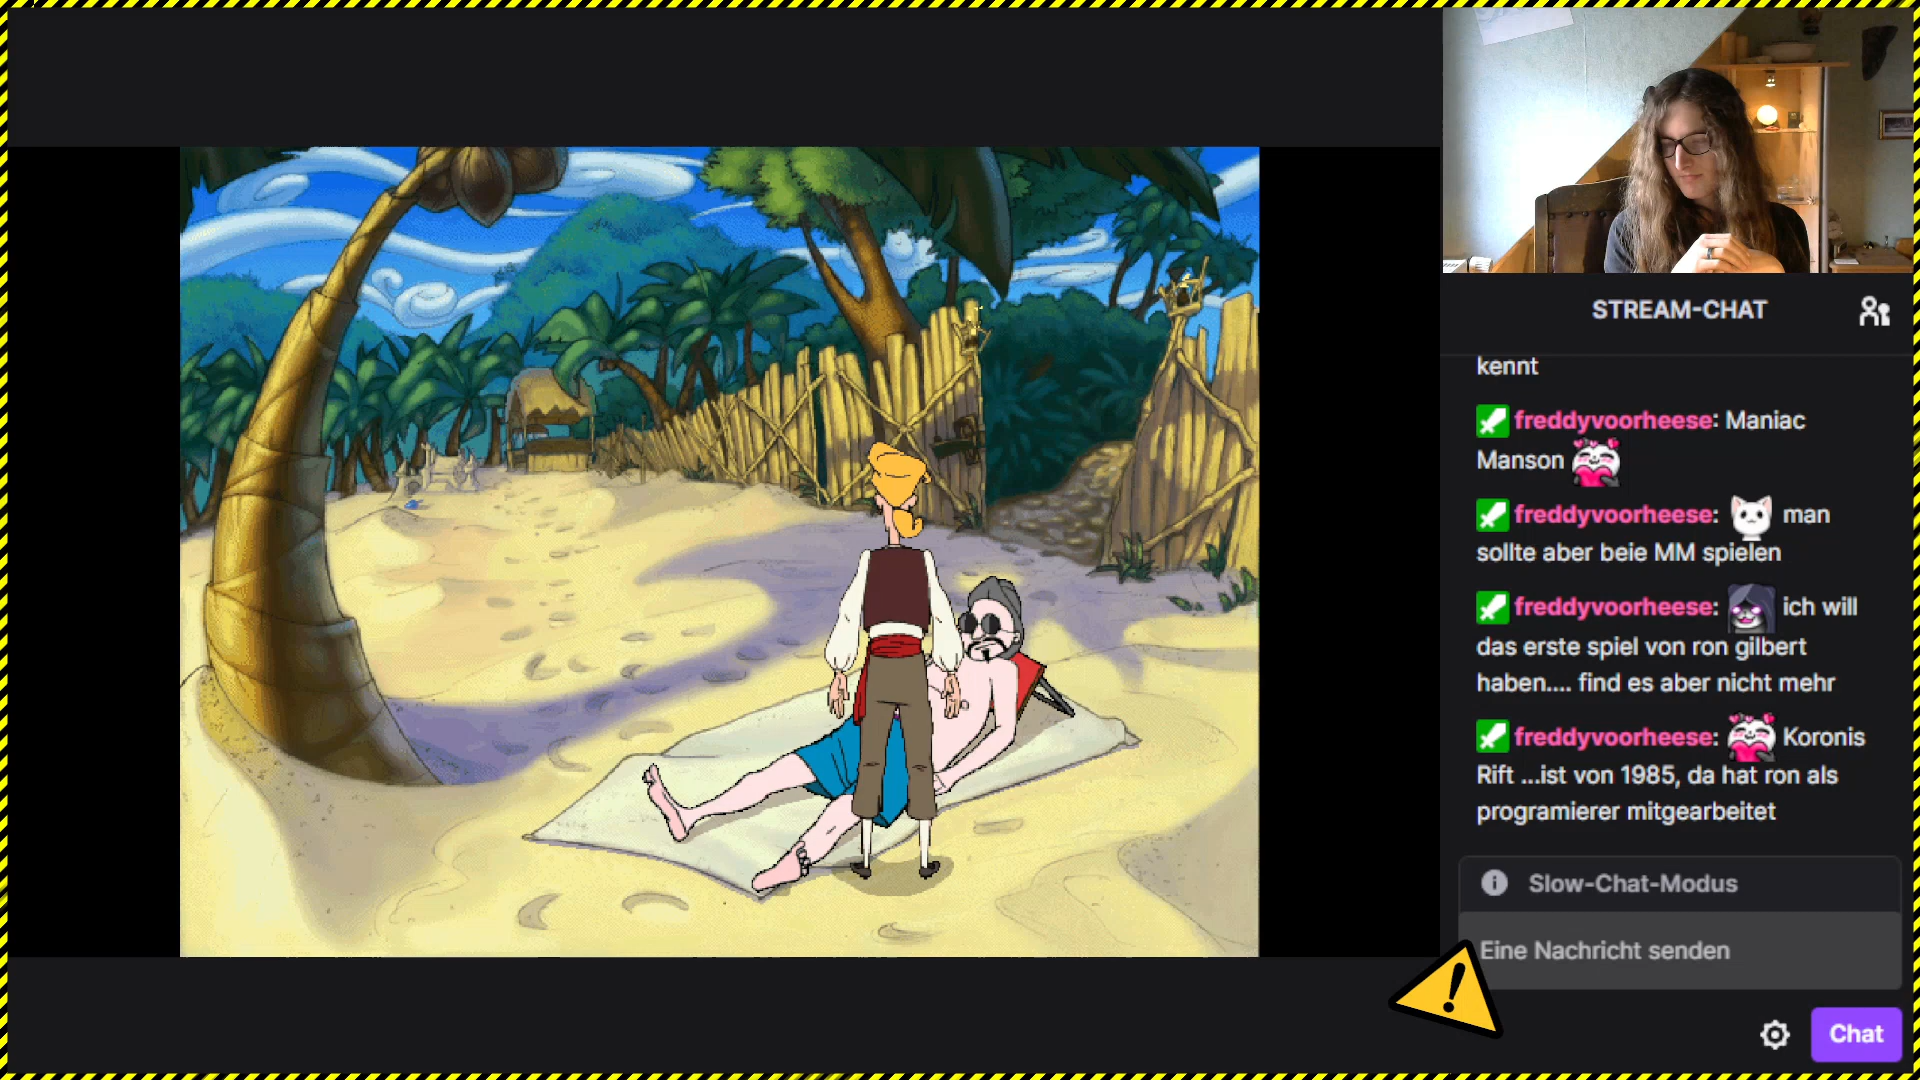 STREAM-CHAT
kennt
freddyvoorheese: Maniac
Manson
freddyvoorheese: man
sollte aber beie MM spielen
freddyvoorheese: ich will
das erste spiel von ron gilbert
haben.... find es aber nicht mehr
freddyvoorheese: Koronis
Rift ...ist von 1985, da hat ron als
programierer mitgearbeitet
Slow-Chat-Modus
Eine Nachricht senden
Chat